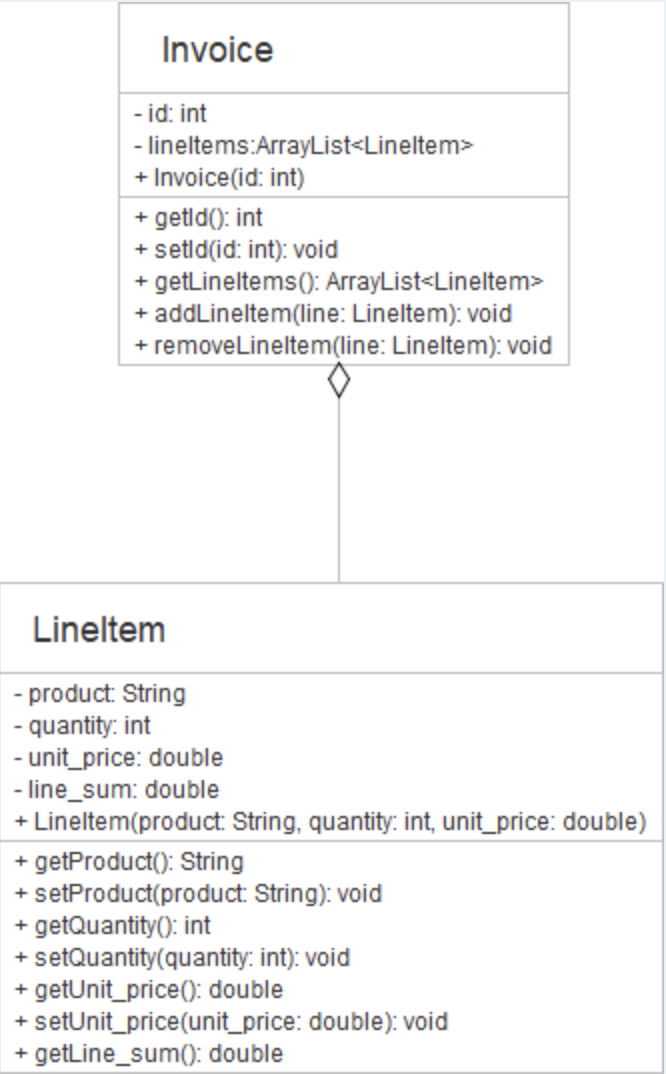 Invoice
- id: int
- lineItems:ArrayList<LineItem>
+ Invoice(id: int)
+ getId(): int
+ setId(id: int): void
+ getLineItems(): ArrayList<LineItem>
+ addLineItem(line: LineItem): void
+ removeLineItem(line: LineItem): void
LineItem
- product: String
- quantity: int
- unit_price: double
- line_sum: double
+ LineItem(product: String, quantity: int, unit_price: double)
+ getProduct(): String
+ setProduct(product: String): void
+ getQuantity(): int
+ setQuantity(quantity: int): void
+ getUnit_price(): double
+ setUnit_price(unit_price: double): void
+ getLine_sum(): double